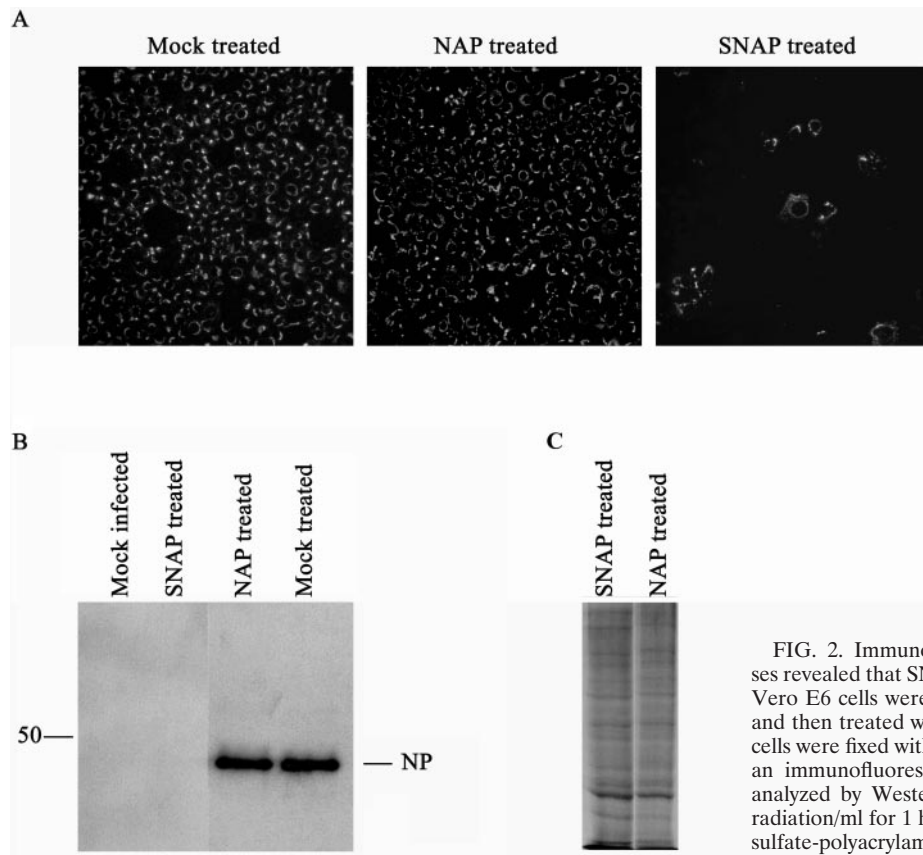 A
Mock treated
NAP treated
SNAP treated
B
Mock infected
SNAP treated
NAP treated
Mock treated
50
NP
C
SNAP treated
NAP treated
FIG. 2. Immuno
ses revealed that SN
Vero E6 cells were
and then treated w
cells were fixed with
an immunofluores
analyzed by Weste
radiation/ml for 1 h
sulfate-polyacrylam